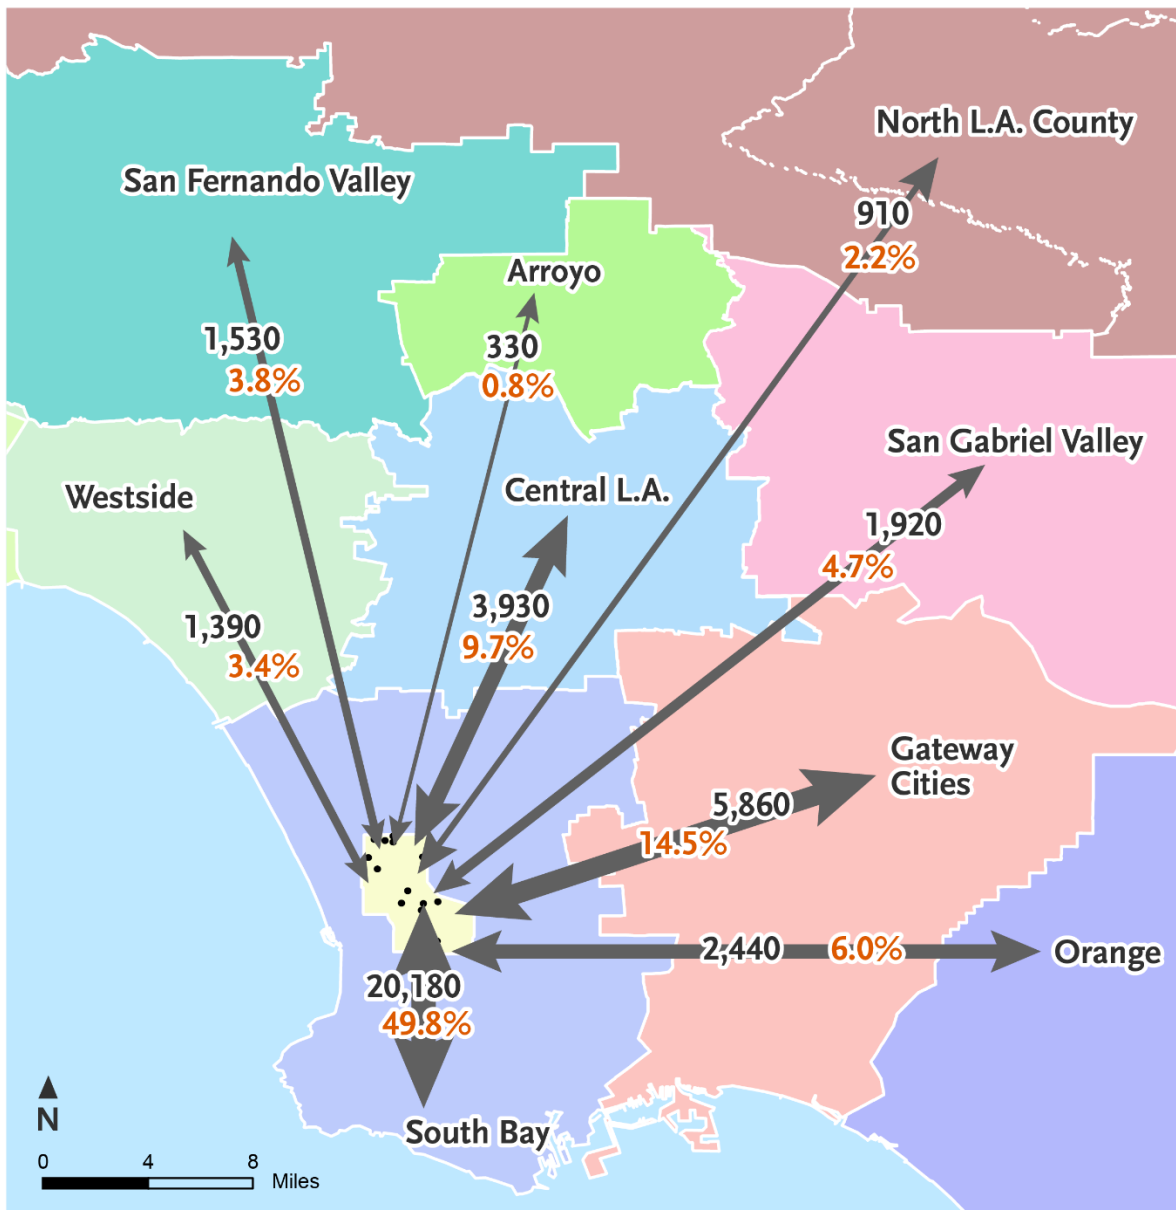 North L.A. County
910
2.2%
San Fernando Valley
1,530
3.8%
Arroyo
330
0.8%
San Gabriel Valley
1,920
4.7%
Westside
1,390
3.4%
Central L.A.
3,930
9.7%
Gateway
Cities
5,860
14.5%
2,440 6.0%
Orange
20,180
49.8%
South Bay
N
0 4 8
Miles